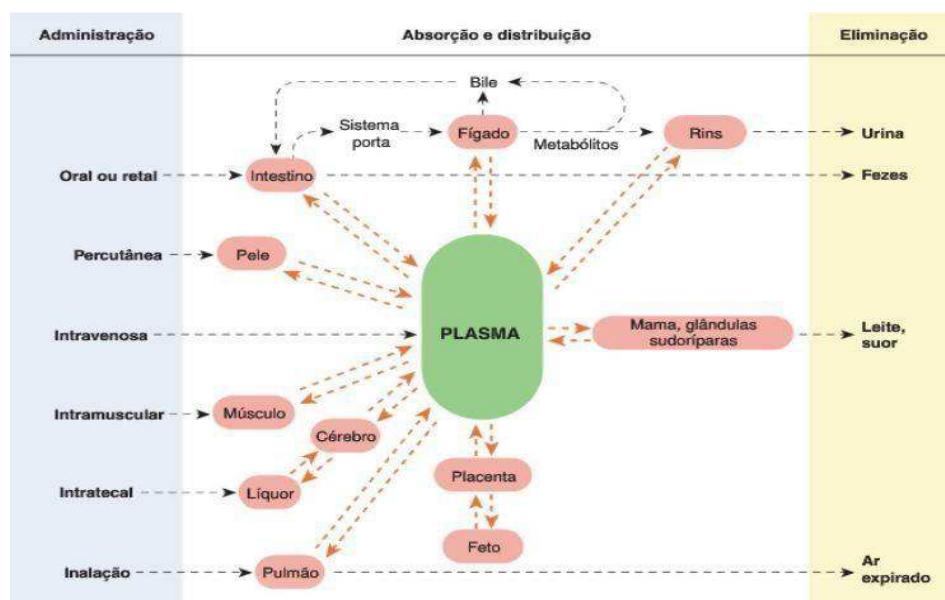 Administração
Absorção e distribuição
Eliminação
Bile
Sistema
porta
Fígado
Metabólitos
Rins
Urina
Oral ou retal
Intestino
Fezes
Percutânea
Pele
Intravenosa
PLASMA
Mama, glândulas
sudoríparas
Leite,
suor
Intramuscular
Músculo
Cérebro
Intratecal
Líquor
Placenta
Feto
Inalação
Pulmão
Ar
expirado